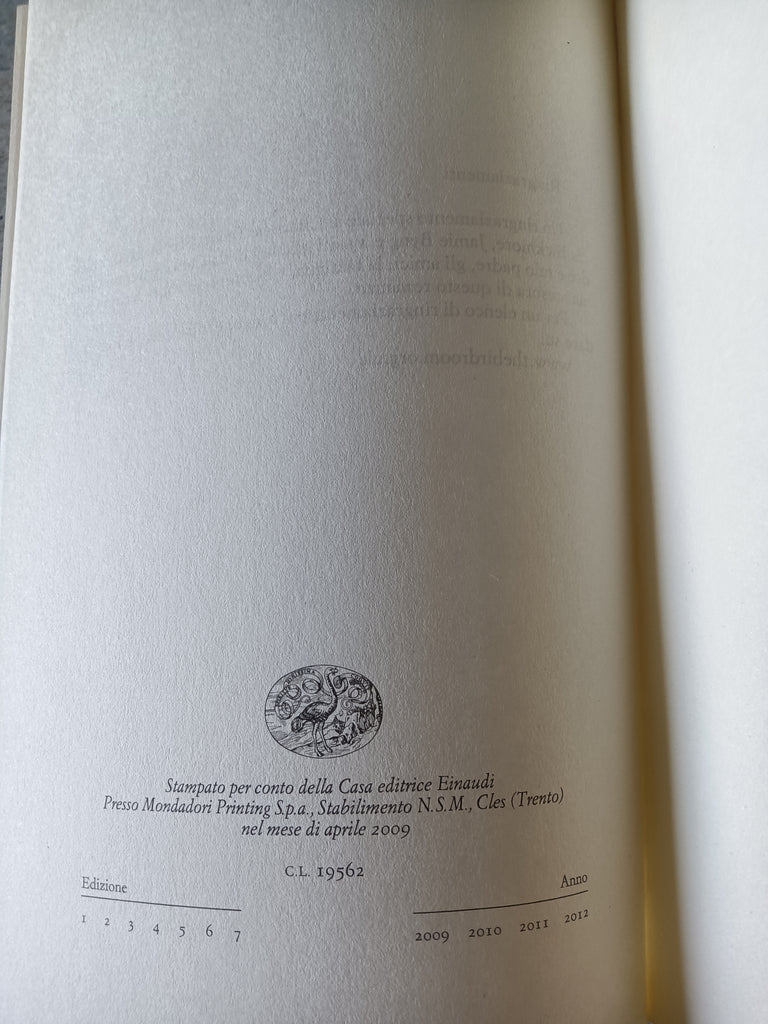 Stampato per conto della Casa editrice Einaudi
Presso Mondadori Printing S.p.a., Stabilimento N.S.M., Cles (Trento)
nel mese di aprile 2009
C.L. 19562
Edizione
Anno
1 2 3 4 5 6 7
2009 2010 2011 2012